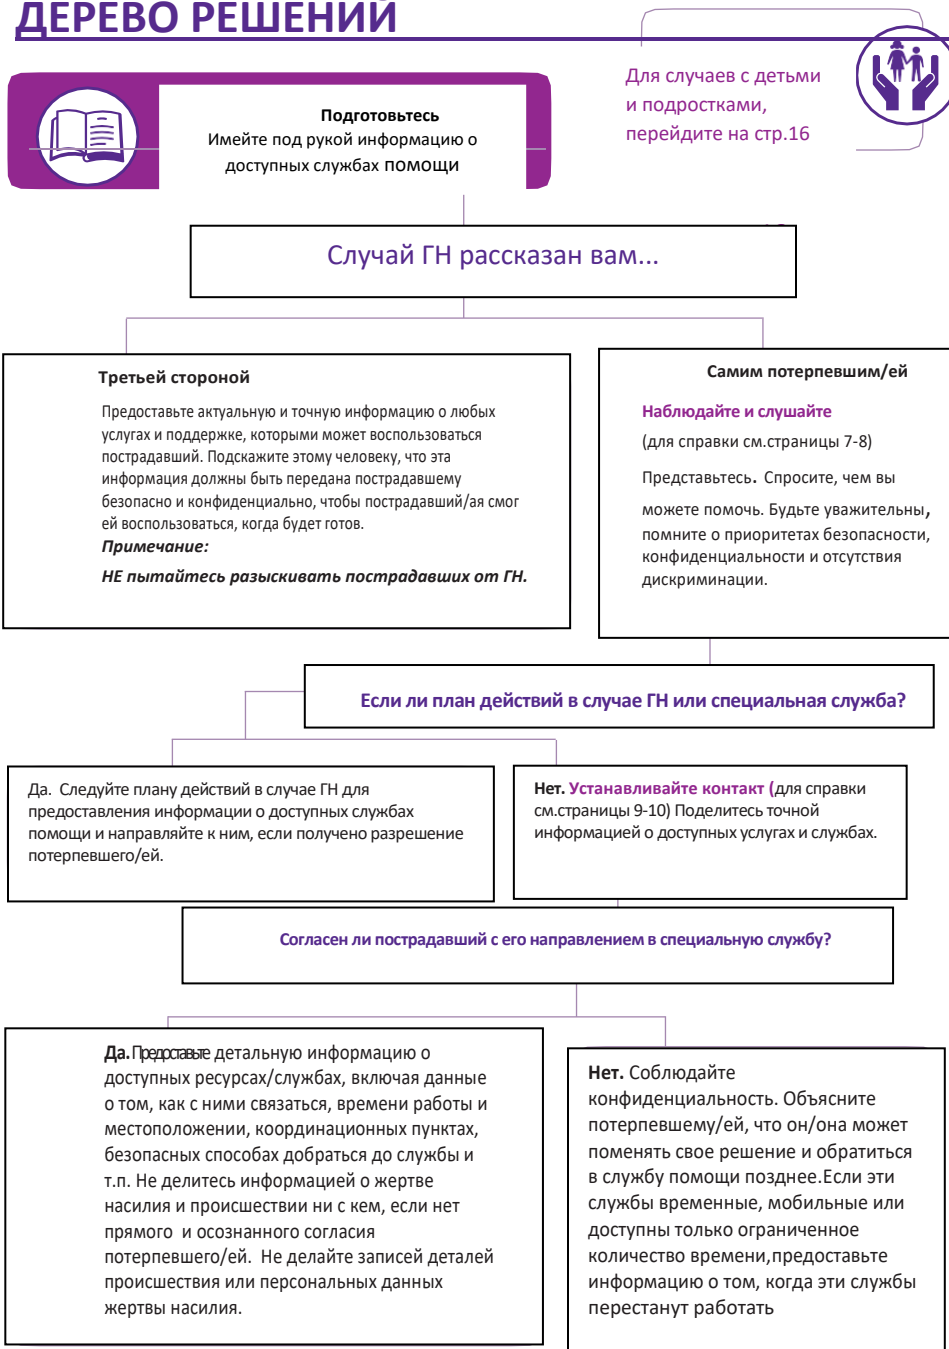 ДЕРЕВО РЕШЕНИЙ
Для случаев с детьми
и подростками,
перейдите на стр.16
Подготовьтесь
Имейте под рукой информацию о
доступных службах помощи
Случай ГН рассказан вам...
Третьей стороной
Предоставьте актуальную и точную информацию о любых
услугах и поддержке, которыми может воспользоваться
пострадавший. Подскажите этому человеку, что эта
информация должны быть передана пострадавшему
безопасно и конфиденциально, чтобы пострадавший/ая смог
ей воспользоваться, когда будет готов.
Примечание:
НЕ пытайтесь разыскивать пострадавших от ГН.
Самим потерпевшим/ей
Наблюдайте и слушайте
(для справки см.страницы 7-8)
Представьтесь. Спросите, чем вы
можете помочь. Будьте уважительны,
помните о приоритетах безопасности,
конфиденциальности и отсутствия
дискриминации.
Если ли план действий в случае ГН или специальная служба?
Да. Следуйте плану действий в случае ГН для
предоставления информации о доступных службах
помощи и направляйте к ним, если получено разрешение
потерпевшего/ей.
Нет. Устанавливайте контакт (для справки
см.страницы 9-10) Поделитесь точной
информацией о доступных услугах и службах.
Согласен ли пострадавший с его направлением в специальную службу?
Да. Предоставьте детальную информацию о
доступных ресурсах/службах, включая данные
о том, как с ними связаться, времени работы и
местоположении, координационных пунктах,
безопасных способах добраться до службы и
т.п. Не делитесь информацией о жертве
насилия и происшествии ни с кем, если нет
прямого и осознанного согласия
потерпевшего/ей. Не делайте записей деталей
происшествия или персональных данных
жертвы насилия.
Нет. Соблюдайте
конфиденциальность. Объясните
потерпевшему/ей, что он/она может
поменять свое решение и обратиться
в службу помощи позднее.Если эти
службы временные, мобильные или
доступны только ограниченное
количество времени,предоставьте
информацию о том, когда эти службы
перестанут работать